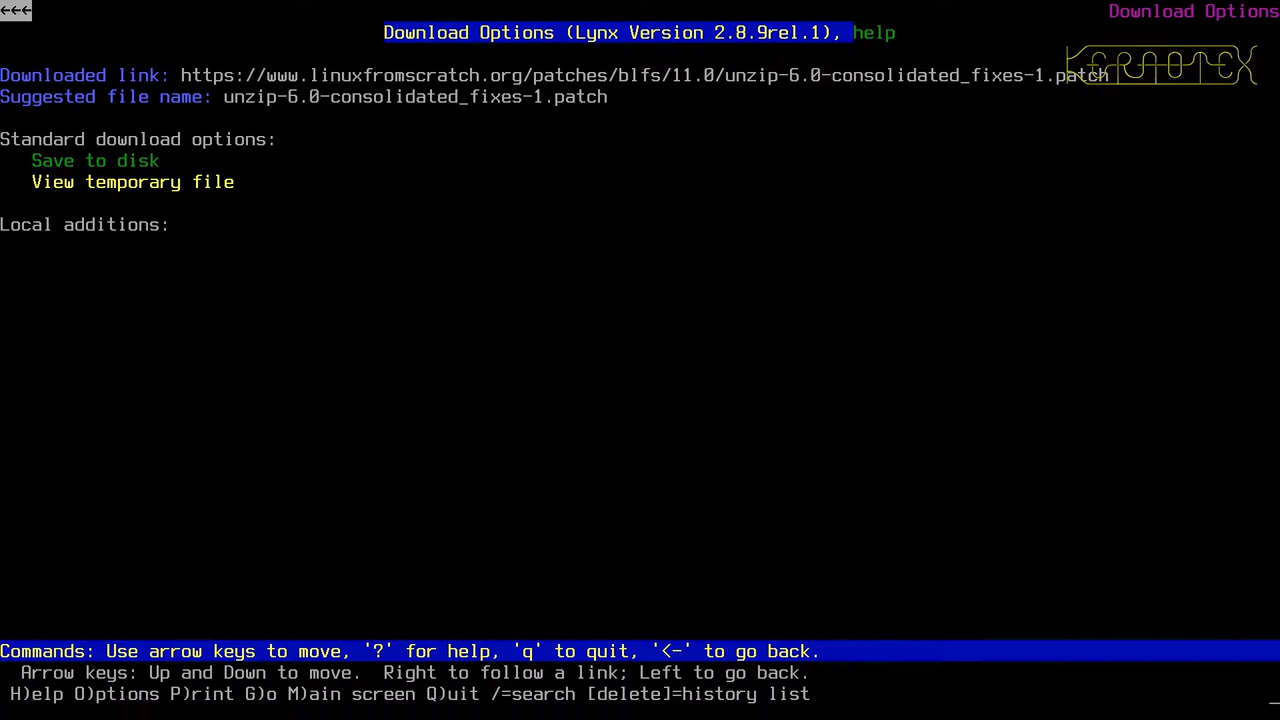 ←←← Download Options
Download Options (Lynx Version 2.8.9rel.1), help
KERNOTEX
Downloaded link: https://www.linuxfromscratch.org/patches/blfs/11.0/unzip-6.0-consolidated_fixes-1.patch
Suggested file name: unzip-6.0-consolidated_fixes-1.patch
Standard download options:
Save to disk
View temporary file
Local additions:
Commands: Use arrow keys to move, '?' for help, 'q' to quit, '<-' to go back.
Arrow keys: Up and Down to move. Right to follow a link; Left to go back.
H)elp O)ptions P)rint G)o M)ain screen Q)uit /=search [delete]=history list